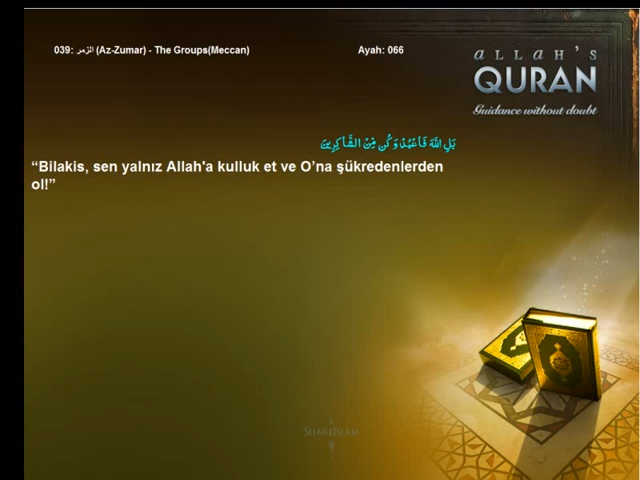 039: الزمر (Az-Zumar) - The Groups(Meccan) Ayah: 066
ALLAH'S
QURAN
Guidance without doubt
بَلِ اللَّهَ فَاعْبُدْ وَكُن مِّنَ الشَّاكِرِينَ
“Bilakis, sen yalnız Allah'a kulluk et ve O’na şükredenlerden
ol!”
SHAREISLAM